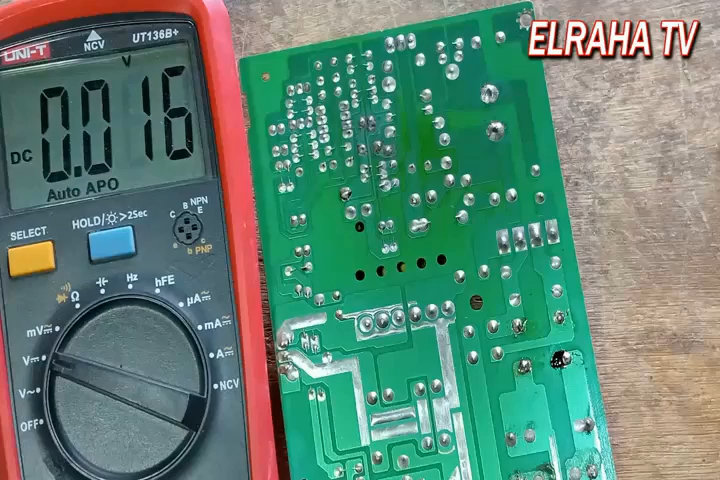 ELRAHA TV
UNI-T
NCV
UT136B+
V
DC
0.016
Auto APO
SELECT
HOLD/☼>2Sec
NPN
B
C
E
C
B
b
PNP
Hz
hFE
Ω
μA
mV
mA
V
A
V~
NCV
OFF